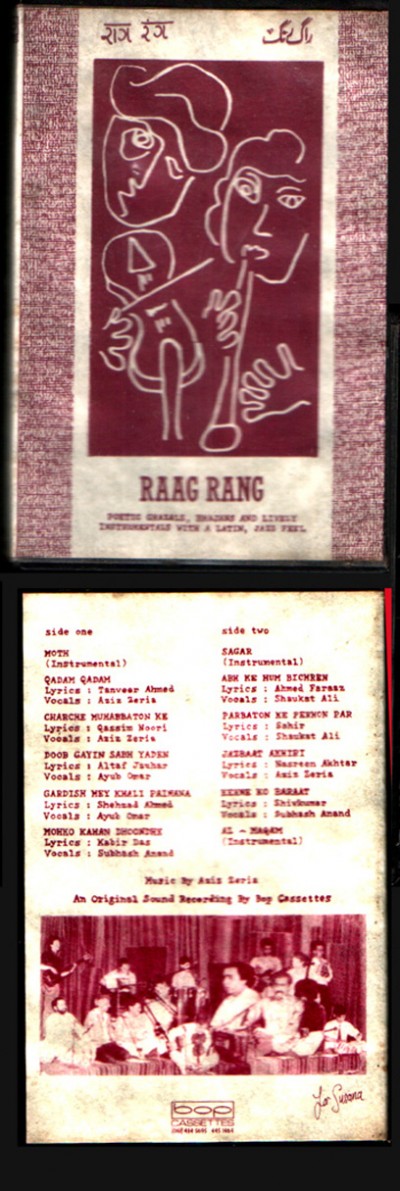 राग रंग
راگ رنگ
RAAG RANG
POETIC GHAZALS, BHAJANS AND LIVELY
INSTRUMENTALS WITH A LATIN, JAZZ FEEL
side one
MOTH
(Instrumental)
QADAM QADAM
Lyrics : Tanveer Ahmed
Vocals : Aziz Zeria
CHARCHE MUHABBATON KE
Lyrics : Qassim Noori
Vocals : Aziz Zeria
DOOB GAYIN SABH YADEN
Lyrics : Altaf Jauhar
Vocals : Ayub Omar
GARDISH MEY KHALI PAIMANA
Lyrics : Shehzad Ahmed
Vocals : Ayub Omar
MOHKO KAHAN DHOONDHE
Lyrics : Kabir Das
Vocals : Subhash Anand
side two
SAGAR
(Instrumental)
ABH KE HUM BICHREN
Lyrics : Ahmed Faraaz
Vocals : Shaukat Ali
PARBATON KE PERHON PAR
Lyrics : Sahir
Vocals : Shaukat Ali
JAZBAAT AKHIRI
Lyrics : Nasreen Akhtar
Vocals : Aziz Zeria
KEHNE KO BARAAT
Lyrics : Shivkumar
Vocals : Subhash Anand
AL - MAQAM
(Instrumental)
Music By Aziz Zeria
An Original Sound Recording By Bop Cassettes
For Susana
bop
CASSETTES